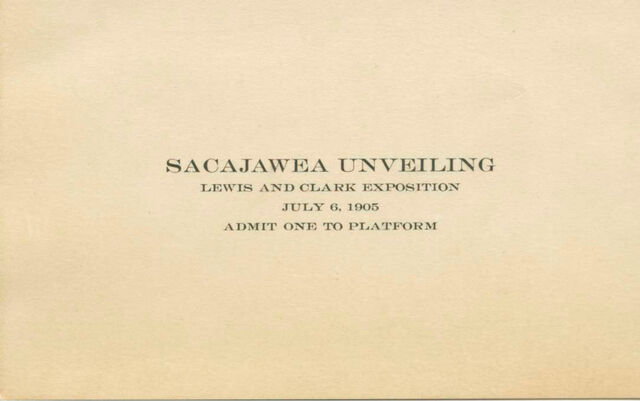 SACAJAWEA UNVEILING
LEWIS AND CLARK EXPOSITION
JULY 6, 1905
ADMIT ONE TO PLATFORM